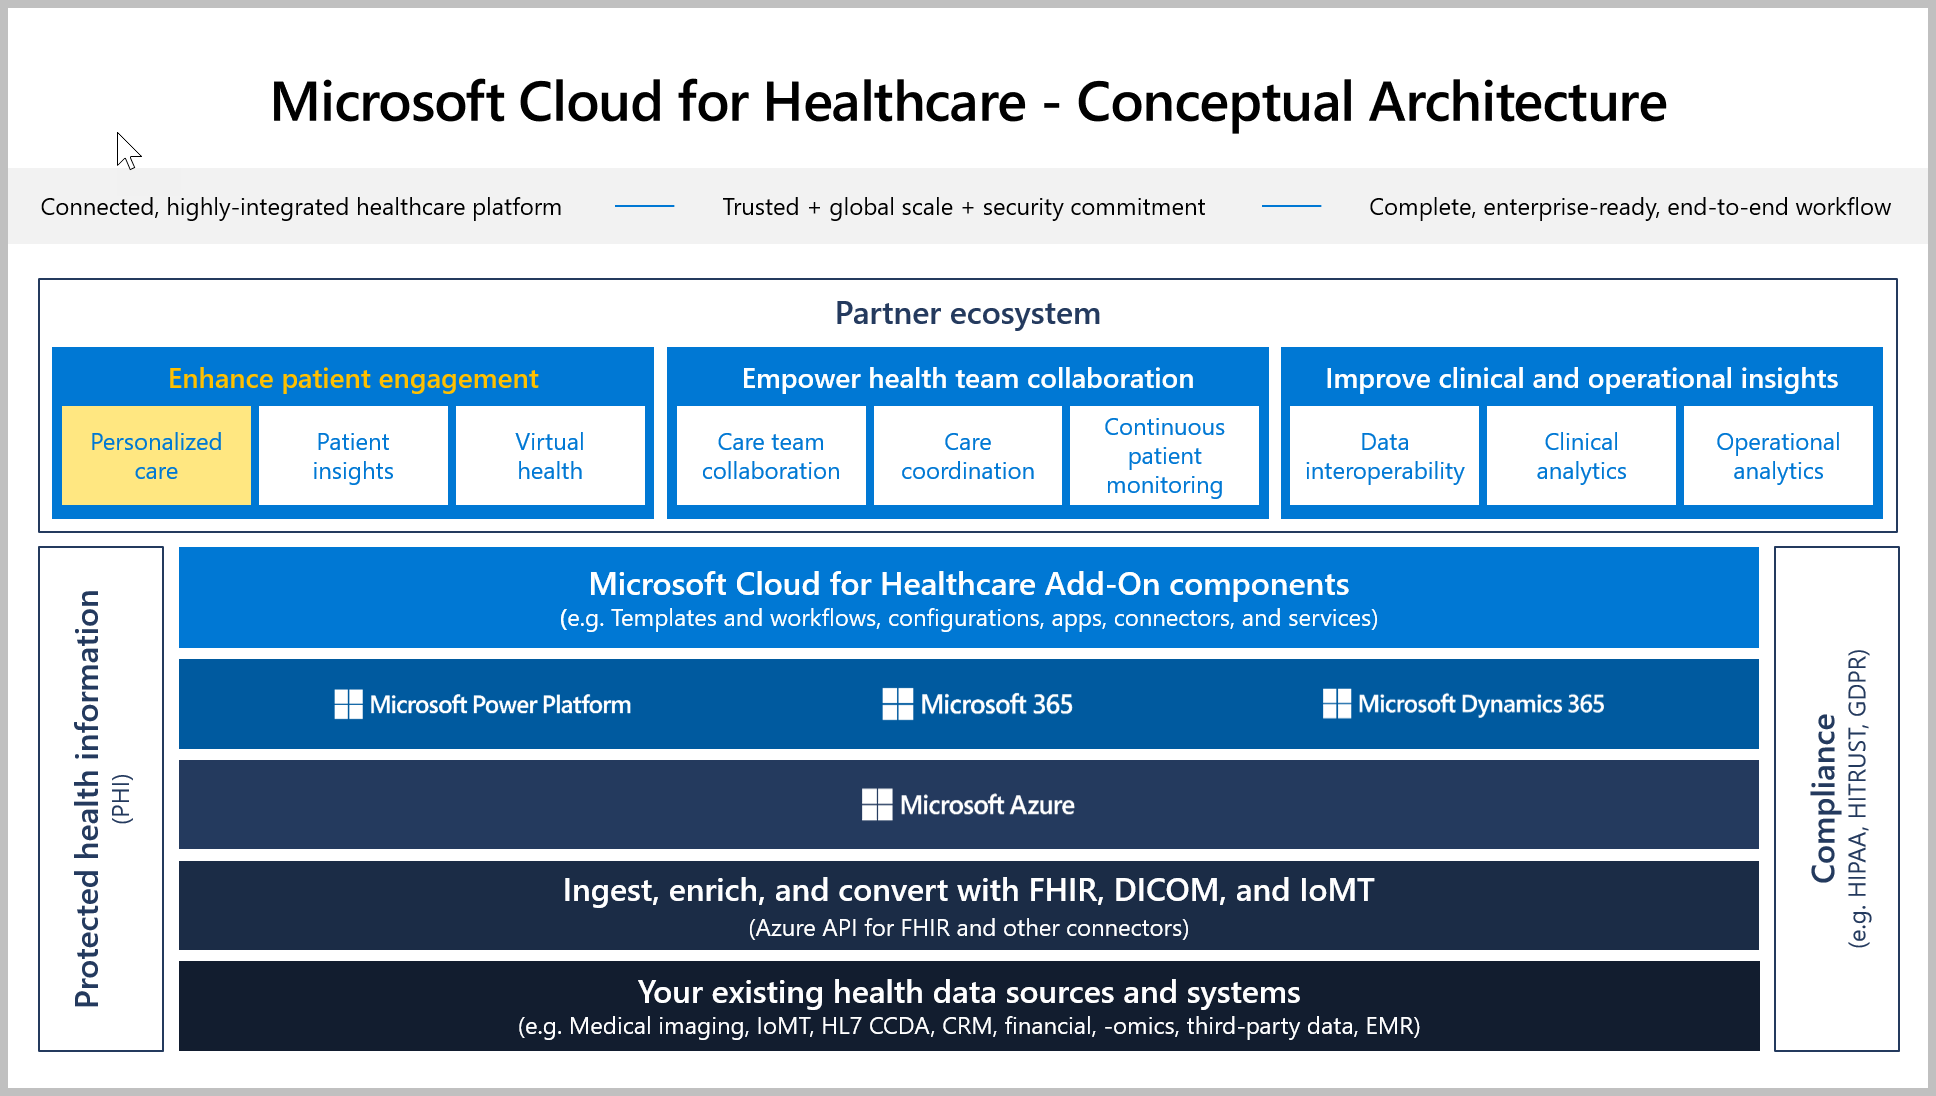 Microsoft Cloud for Healthcare - Conceptual Architecture
Connected, highly-integrated healthcare platform
Trusted + global scale + security commitment
Complete, enterprise-ready, end-to-end workflow
Partner ecosystem
Enhance patient engagement
Personalized
care
Patient
insights
Virtual
health
Empower health team collaboration
Care team
collaboration
Care
coordination
Continuous
patient
monitoring
Improve clinical and operational insights
Data
interoperability
Clinical
analytics
Operational
analytics
Protected health information
(PHI)
Microsoft Cloud for Healthcare Add-On components
(e.g. Templates and workflows, configurations, apps, connectors, and services)
Microsoft Power Platform
Microsoft 365
Microsoft Dynamics 365
Microsoft Azure
Ingest, enrich, and convert with FHIR, DICOM, and IoMT
(Azure API for FHIR and other connectors)
Your existing health data sources and systems
(e.g. Medical imaging, IoMT, HL7 CCDA, CRM, financial, -omics, third-party data, EMR)
Compliance
(e.g. HIPAA, HITRUST, GDPR)